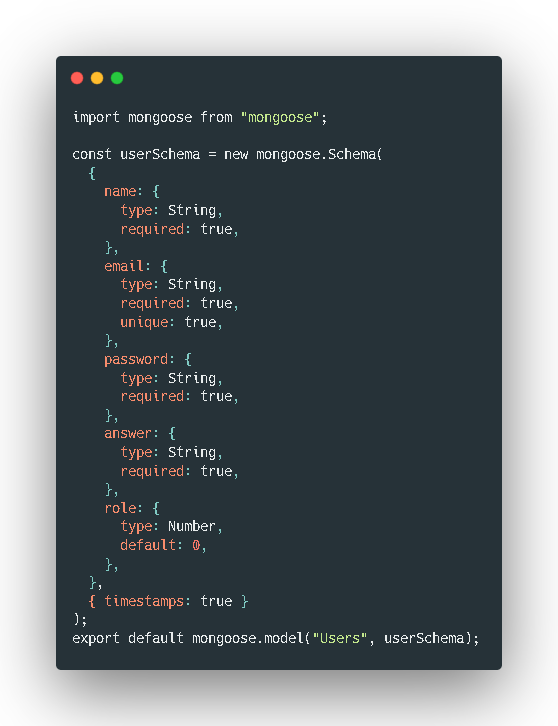 import mongoose from "mongoose";
const userSchema = new mongoose.Schema(
  {
    name: {
      type: String,
      required: true,
    },
    email: {
      type: String,
      required: true,
      unique: true,
    },
    password: {
      type: String,
      required: true,
    },
    answer: {
      type: String,
      required: true,
    },
    role: {
      type: Number,
      default: 0,
    },
  },
  { timestamps: true }
);
export default mongoose.model("Users", userSchema);